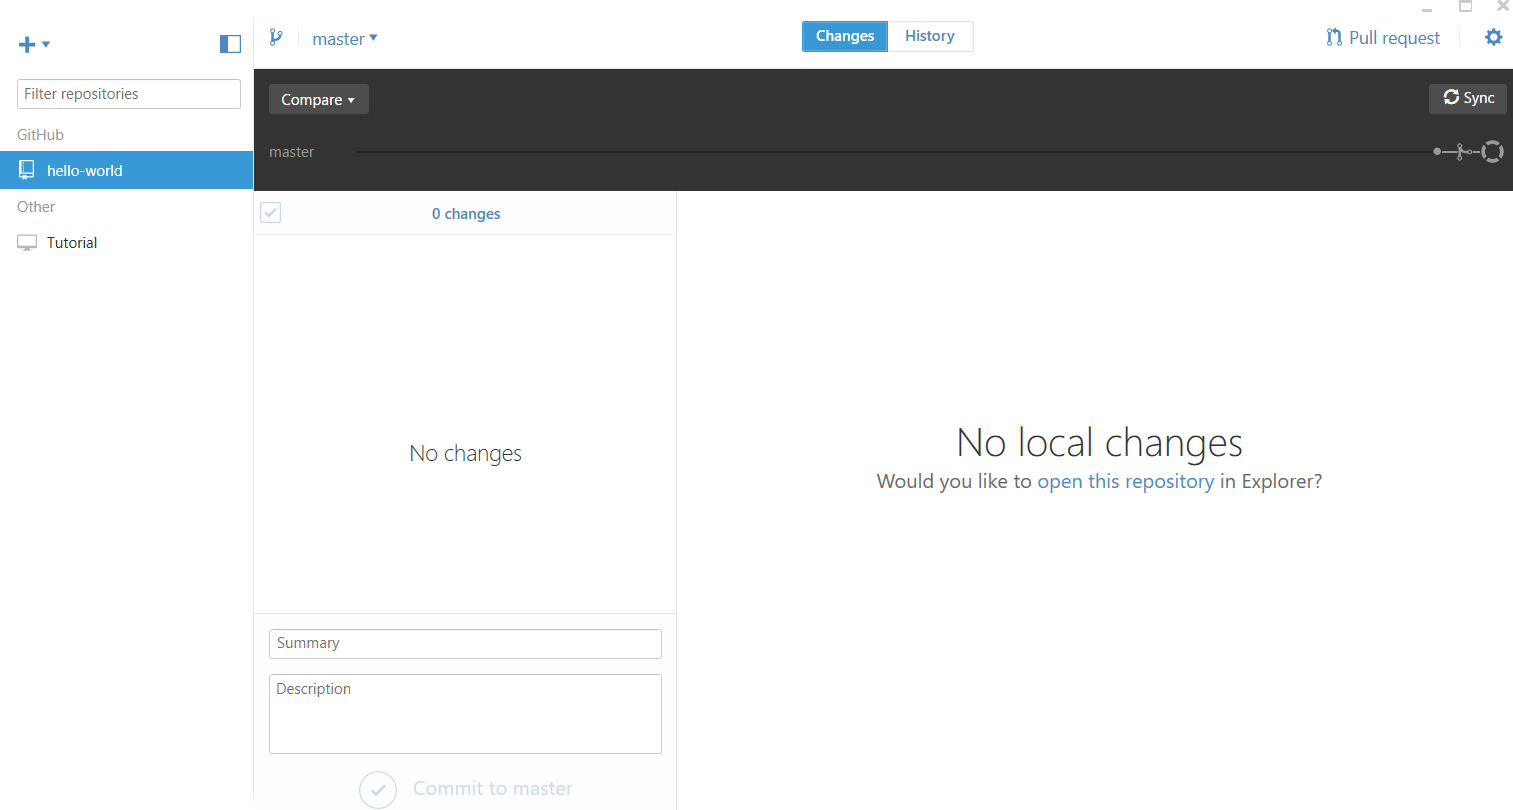 master
Changes
History
Pull request
Filter repositories
Compare
Sync
GitHub
master
hello-world
Other
0 changes
Tutorial
No changes
No local changes
Would you like to open this repository in Explorer?
Summary
Description
Commit to master